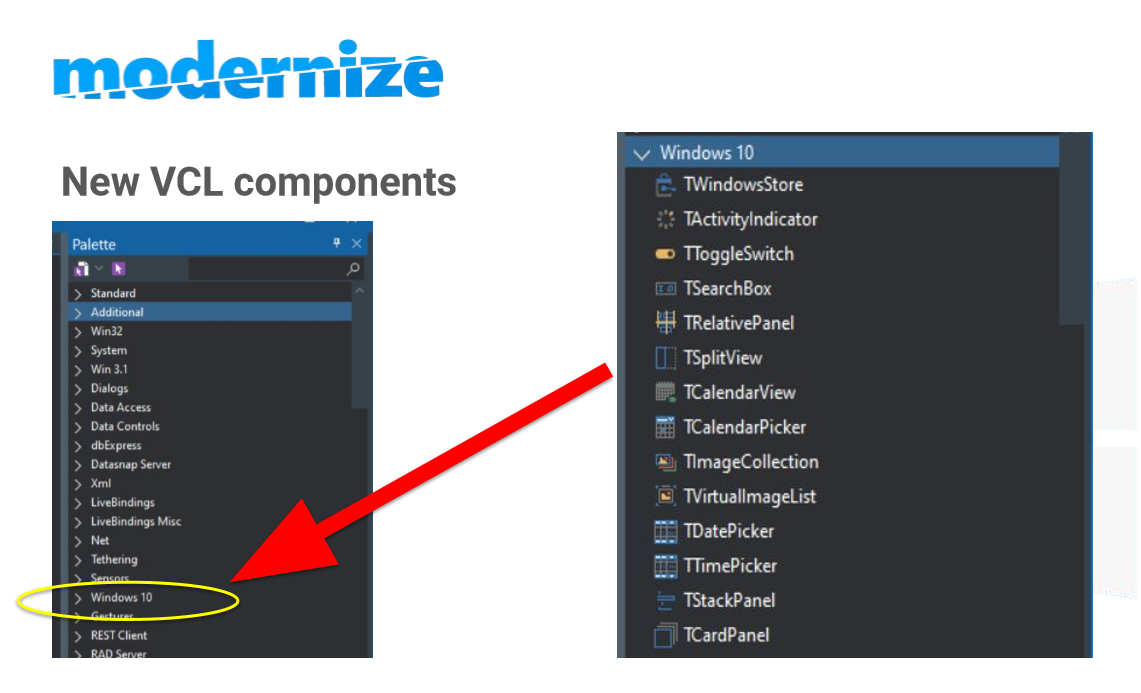 modernize
New VCL components
Palette
Standard
Additional
Win32
System
Win 3.1
Dialogs
Data Access
Data Controls
dbExpress
Datasnap Server
Xml
LiveBindings
LiveBindings Misc
Net
Tethering
Sensors
Windows 10
Gestures
REST Client
RAD Server
Windows 10
TWindowsStore
TActivityIndicator
TToggleSwitch
TSearchBox
TRelativePanel
TSplitView
TCalendarView
TCalendarPicker
TImageCollection
TVirtualImageList
TDatePicker
TTimePicker
TStackPanel
TCardPanel